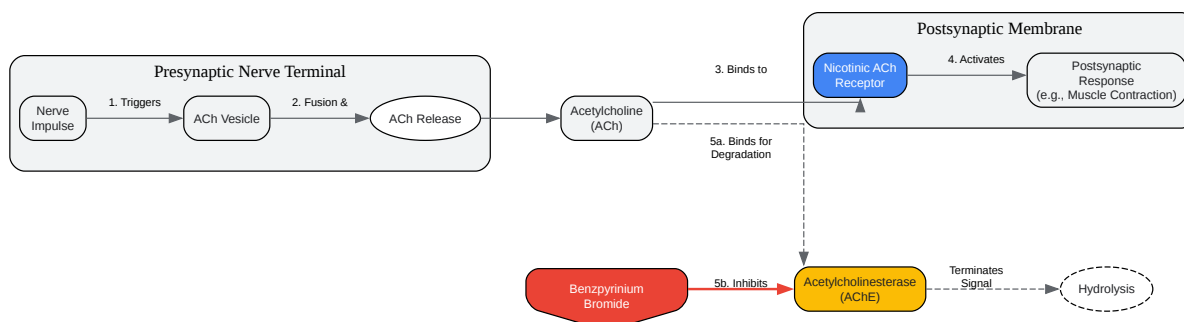 Postsynaptic Membrane
Presynaptic Nerve Terminal
Nerve
Impulse
1. Triggers
ACh Vesicle
2. Fusion &
ACh Release
Acetylcholine
(ACh)
3. Binds to
Nicotinic ACh
Receptor
4. Activates
Postsynaptic
Response
(e.g., Muscle Contraction)
5a. Binds for
Degradation
Benzpyrinium
Bromide
5b. Inhibits
Acetylcholinesterase
(AChE)
Terminates
Signal
Hydrolysis